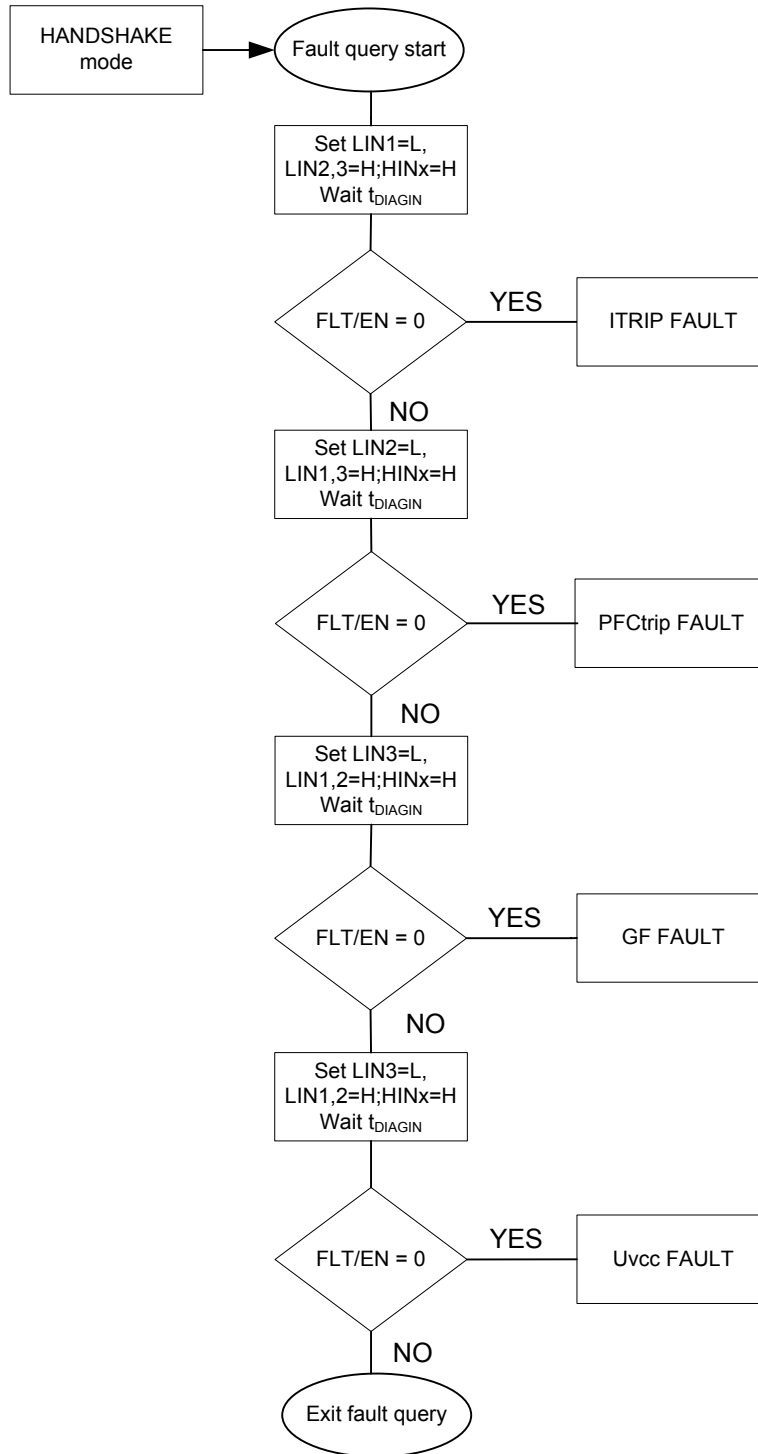 HANDSHAKE
mode
Fault query start
Set LIN1=L,
LIN2,3=H;HINx=H
Wait tDIAGIN
FLT/EN = 0
YES
ITRIP FAULT
NO
Set LIN2=L,
LIN1,3=H;HINx=H
Wait tDIAGIN
FLT/EN = 0
YES
PFCtrip FAULT
NO
Set LIN3=L,
LIN1,2=H;HINx=H
Wait tDIAGIN
FLT/EN = 0
YES
GF FAULT
NO
Set LIN3=L,
LIN1,2=H;HINx=H
Wait tDIAGIN
FLT/EN = 0
YES
Uvcc FAULT
NO
Exit fault query